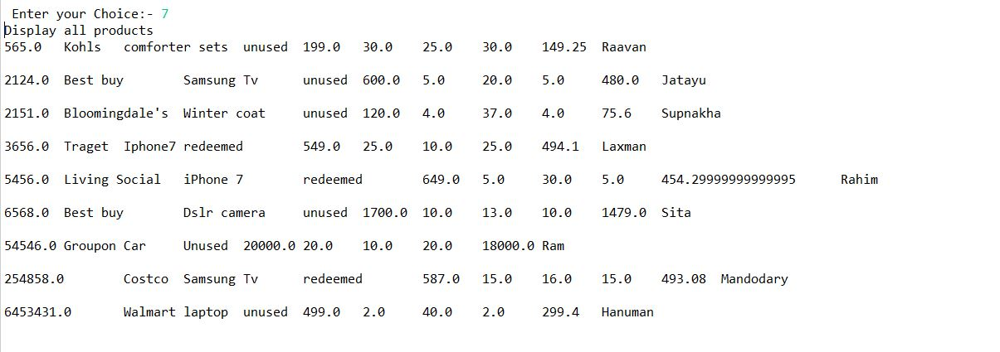 Enter your Choice:- 7
Display all products
565.0 Kohls comforter sets unused 199.0 30.0 25.0 30.0 149.25 Raavan
2124.0 Best buy Samsung Tv unused 600.0 5.0 20.0 5.0 480.0 Jatayu
2151.0 Bloomingdale's Winter coat unused 120.0 4.0 37.0 4.0 75.6 Supnakha
3656.0 Traget Iphone7 redeemed 549.0 25.0 10.0 25.0 494.1 Laxman
5456.0 Living Social iPhone 7 redeemed 649.0 5.0 30.0 5.0 454.29999999999995 Rahim
6568.0 Best buy Dslr camera unused 1700.0 10.0 13.0 10.0 1479.0 Sita
54546.0 Groupon Car Unused 20000.0 20.0 10.0 20.0 18000.0 Ram
254858.0 Costco Samsung Tv redeemed 587.0 15.0 16.0 15.0 493.08 Mandodary
6453431.0 Walmart laptop unused 499.0 2.0 40.0 2.0 299.4 Hanuman